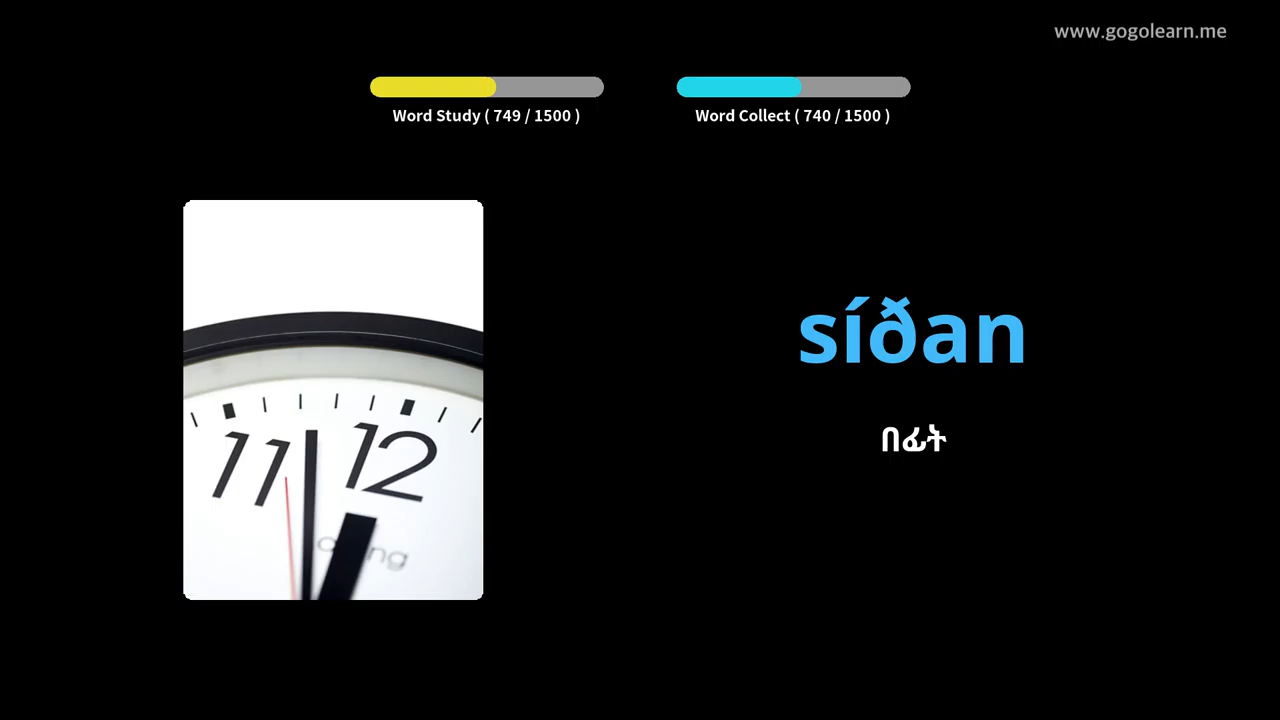 www.gogolearn.me
Word Study ( 749 / 1500 )
Word Collect ( 740 / 1500 )
síðan
በፊት
11
12